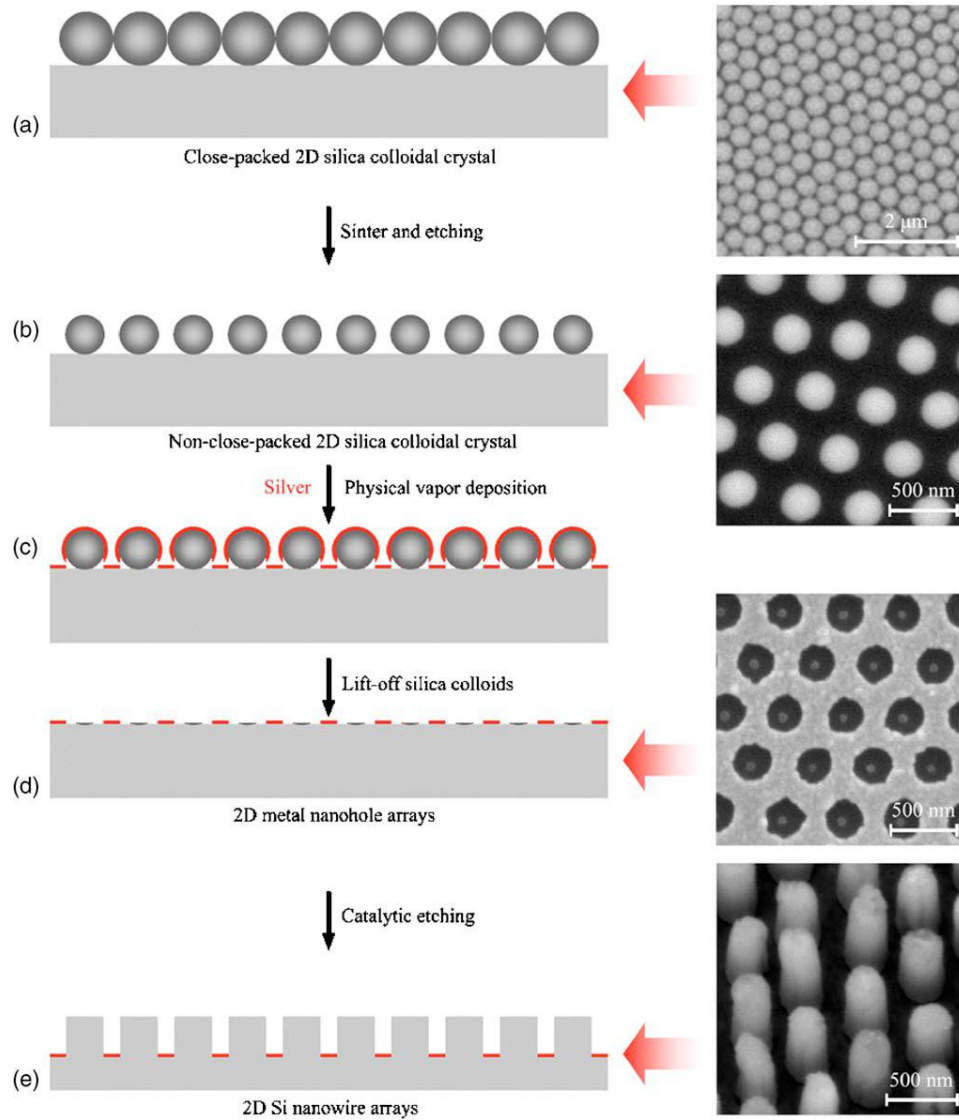 (a)
Close-packed 2D silica colloidal crystal
2 μm
Sinter and etching
(b)
Non-close-packed 2D silica colloidal crystal
500 nm
Silver Physical vapor deposition
(c)
Lift-off silica colloids
(d)
2D metal nanohole arrays
500 nm
Catalytic etching
(e)
2D Si nanowire arrays
500 nm